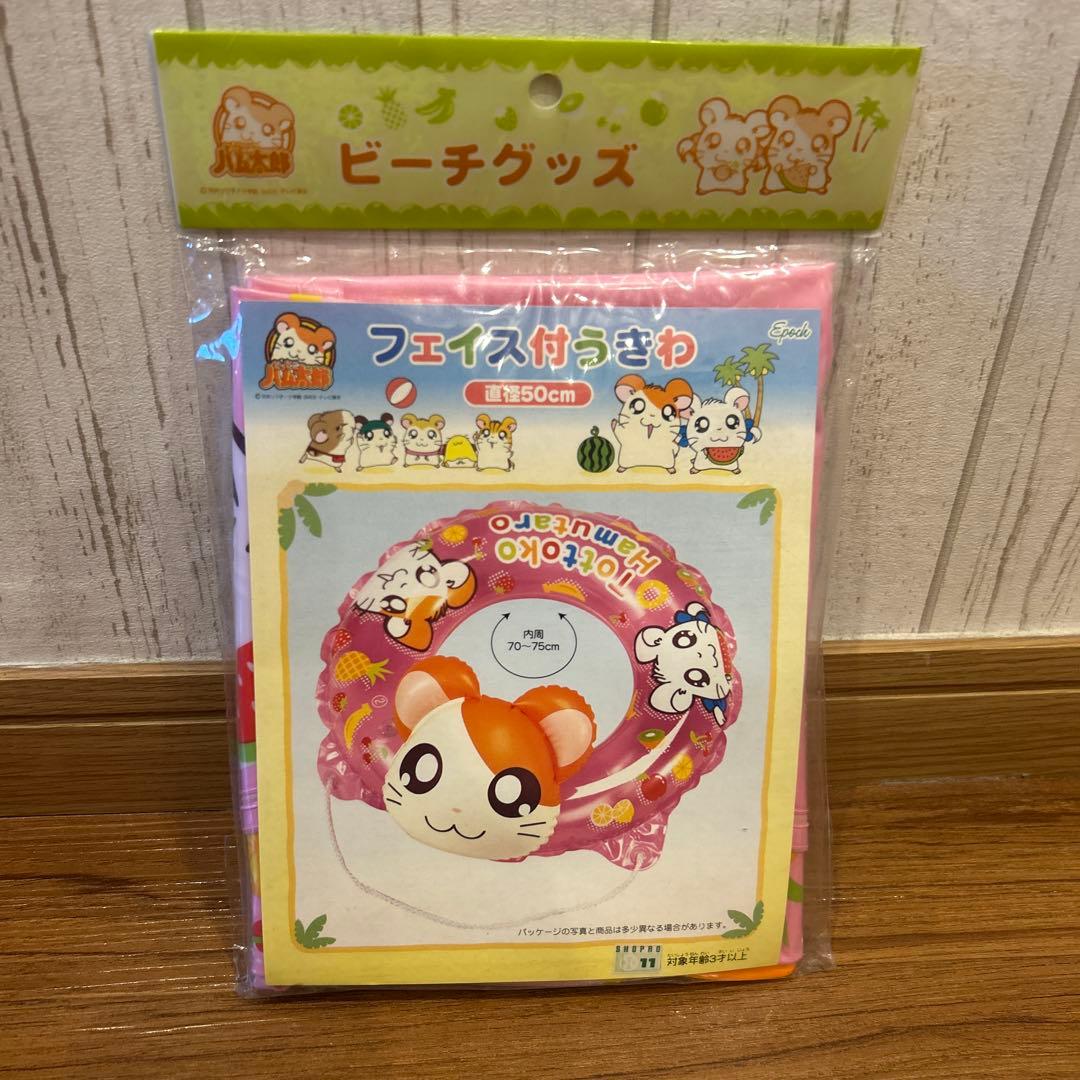 ハム太郎
ビーチグッズ
ハム太郎
フェイス付うきわ
Epoch
直径50cm
Tottoko
Hamutaro
内周
70〜75cm
パッケージの写真と商品は多少異なる場合があります。
SHOPRO
11
対象年齢3才以上